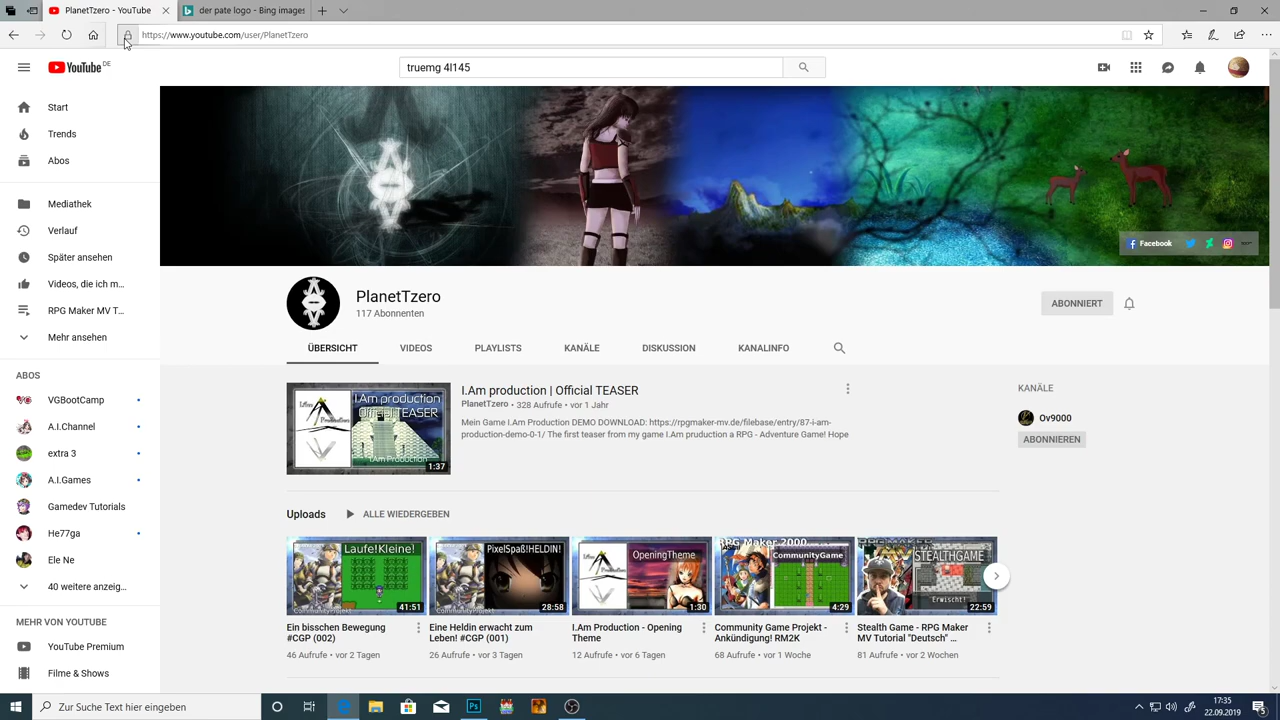 PlanetTzero - YouTube
der pate logo - Bing images
https://www.youtube.com/user/PlanetTzero
YouTube DE
truemg 4l145
Start
Trends
Abos
Mediathek
Verlauf
Später ansehen
Videos, die ich m...
RPG Maker MV T...
Mehr ansehen
ABOS
VGBootCamp
A.I.Channel
extra 3
A.I.Games
Gamedev Tutorials
He77ga
Ele Ne
40 weitere anzeig...
MEHR VON YOUTUBE
YouTube Premium
Filme & Shows
Facebook
PlanetTzero
117 Abonnenten
ABONNIERT
ÜBERSICHT
VIDEOS
PLAYLISTS
KANÄLE
DISKUSSION
KANALINFO
I.Am production
Official TEASER
I.Am Production
1:37
I.Am production | Official TEASER
PlanetTzero • 328 Aufrufe • vor 1 Jahr
Mein Game I.Am Production DEMO DOWNLOAD: https://rpgmaker-mv.de/filebase/entry/87-i-am-
production-demo-0-1/ The first teaser from my game I.Am pruduction a RPG - Adventure Game! Hope
KANÄLE
Ov9000
ABONNIEREN
Uploads
ALLE WIEDERGEBEN
Laufe!Kleine!
CommunityProjekt
41:51
Ein bisschen Bewegung
#CGP (002)
46 Aufrufe • vor 2 Tagen
PixelSpaß!HELDIN!
CommunityProjekt
28:58
Eine Heldin erwacht zum
Leben! #CGP (001)
26 Aufrufe • vor 3 Tagen
OpeningTheme
1:30
I.Am Production - Opening
Theme
12 Aufrufe • vor 6 Tagen
RPG Maker 2000
CommunityGame
4:29
Community Game Projekt -
Ankündigung! RM2K
68 Aufrufe • vor 1 Woche
RPGMAKER
STEALTHGAME
Erwischt!
22:59
Stealth Game - RPG Maker
MV Tutorial "Deutsch" ...
81 Aufrufe • vor 2 Wochen
Zur Suche Text hier eingeben
17:35
22.09.2019